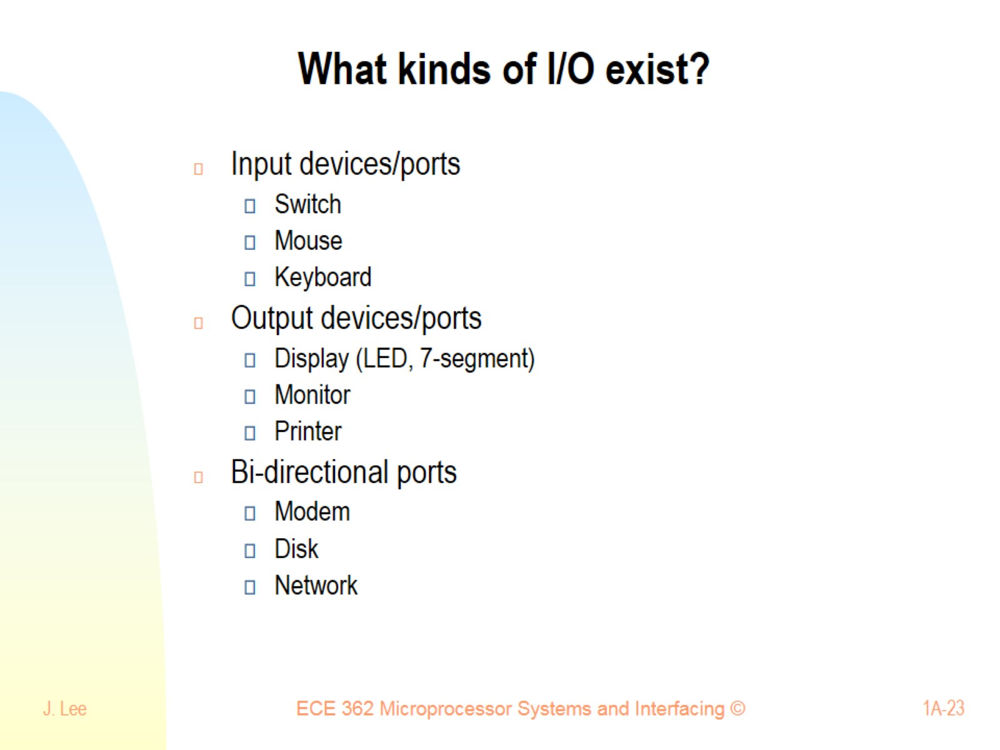 What kinds of I/O exist?
Input devices/ports
Switch
Mouse
Keyboard
Output devices/ports
Display (LED, 7-segment)
Monitor
Printer
Bi-directional ports
Modem
Disk
Network
J. Lee
ECE 362 Microprocessor Systems and Interfacing ©
1A-23